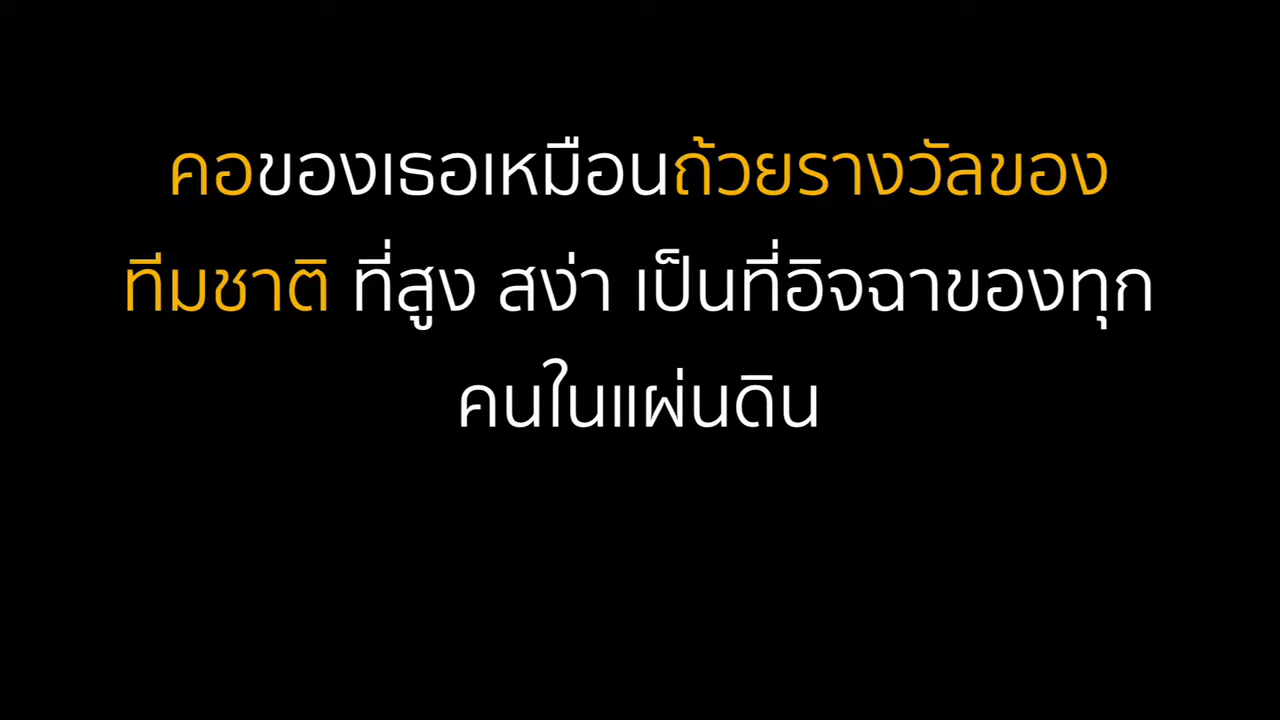 คอของเธอเหมือนถ้วยรางวัลของ
ทีมชาติ ที่สูง สง่า เป็นที่อิจฉาของทุก
คนในแผ่นดิน